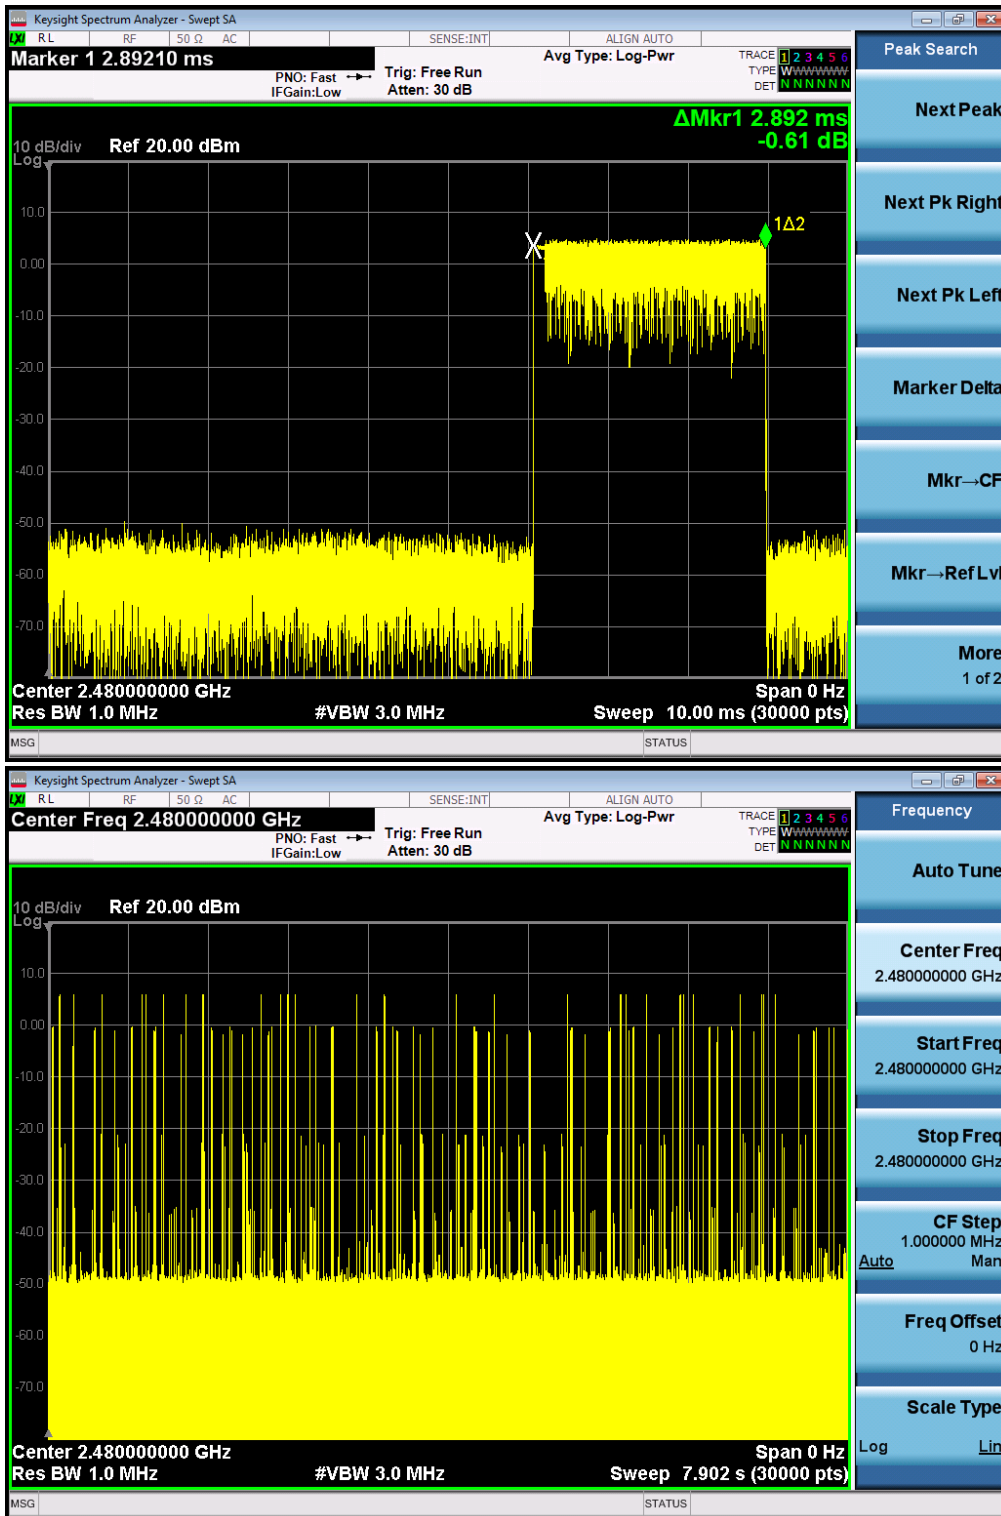 Keysight Spectrum Analyzer - Swept SA
LXI RL RF 50 Ω AC SENSE:INT ALIGN AUTO
Marker 1 2.89210 ms
PNO: Fast
IFGain:Low
Trig: Free Run
Atten: 30 dB
Avg Type: Log-Pwr
TRACE 1 2 3 4 5 6
TYPE WWWWWW
DET N N N N N N
ΔMkr1 2.892 ms
-0.61 dB
10 dB/div Ref 20.00 dBm
Log
10.0
0.00
-10.0
-20.0
-30.0
-40.0
-50.0
-60.0
-70.0
X
1Δ2
Center 2.480000000 GHz Span 0 Hz
Res BW 1.0 MHz #VBW 3.0 MHz Sweep 10.00 ms (30000 pts)
MSG STATUS
Peak Search
Next Peak
Next Pk Right
Next Pk Left
Marker Delta
Mkr→CF
Mkr→Ref Lvl
More
1 of 2
Keysight Spectrum Analyzer - Swept SA
LXI RL RF 50 Ω AC SENSE:INT ALIGN AUTO
Center Freq 2.480000000 GHz
PNO: Fast
IFGain:Low
Trig: Free Run
Atten: 30 dB
Avg Type: Log-Pwr
TRACE 1 2 3 4 5 6
TYPE WWWWWW
DET N N N N N N
10 dB/div Ref 20.00 dBm
Log
10.0
0.00
-10.0
-20.0
-30.0
-40.0
-50.0
-60.0
-70.0
Center 2.480000000 GHz Span 0 Hz
Res BW 1.0 MHz #VBW 3.0 MHz Sweep 7.902 s (30000 pts)
MSG STATUS
Frequency
Auto Tune
Center Freq
2.480000000 GHz
Start Freq
2.480000000 GHz
Stop Freq
2.480000000 GHz
CF Step
1.000000 MHz
Auto Man
Freq Offset
0 Hz
Scale Type
Log Lin